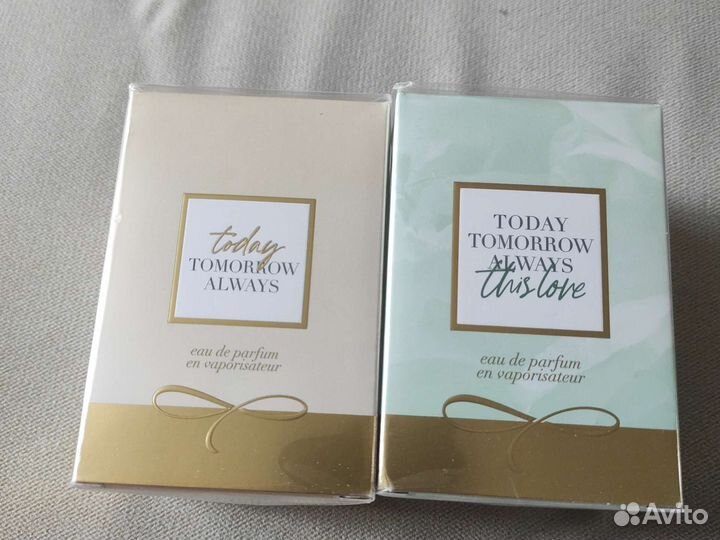 today
TOMORROW
ALWAYS
eau de parfum
en vaporisateur
TODAY
TOMORROW
ALWAYS
this love
eau de parfum
en vaporisateur
Avito